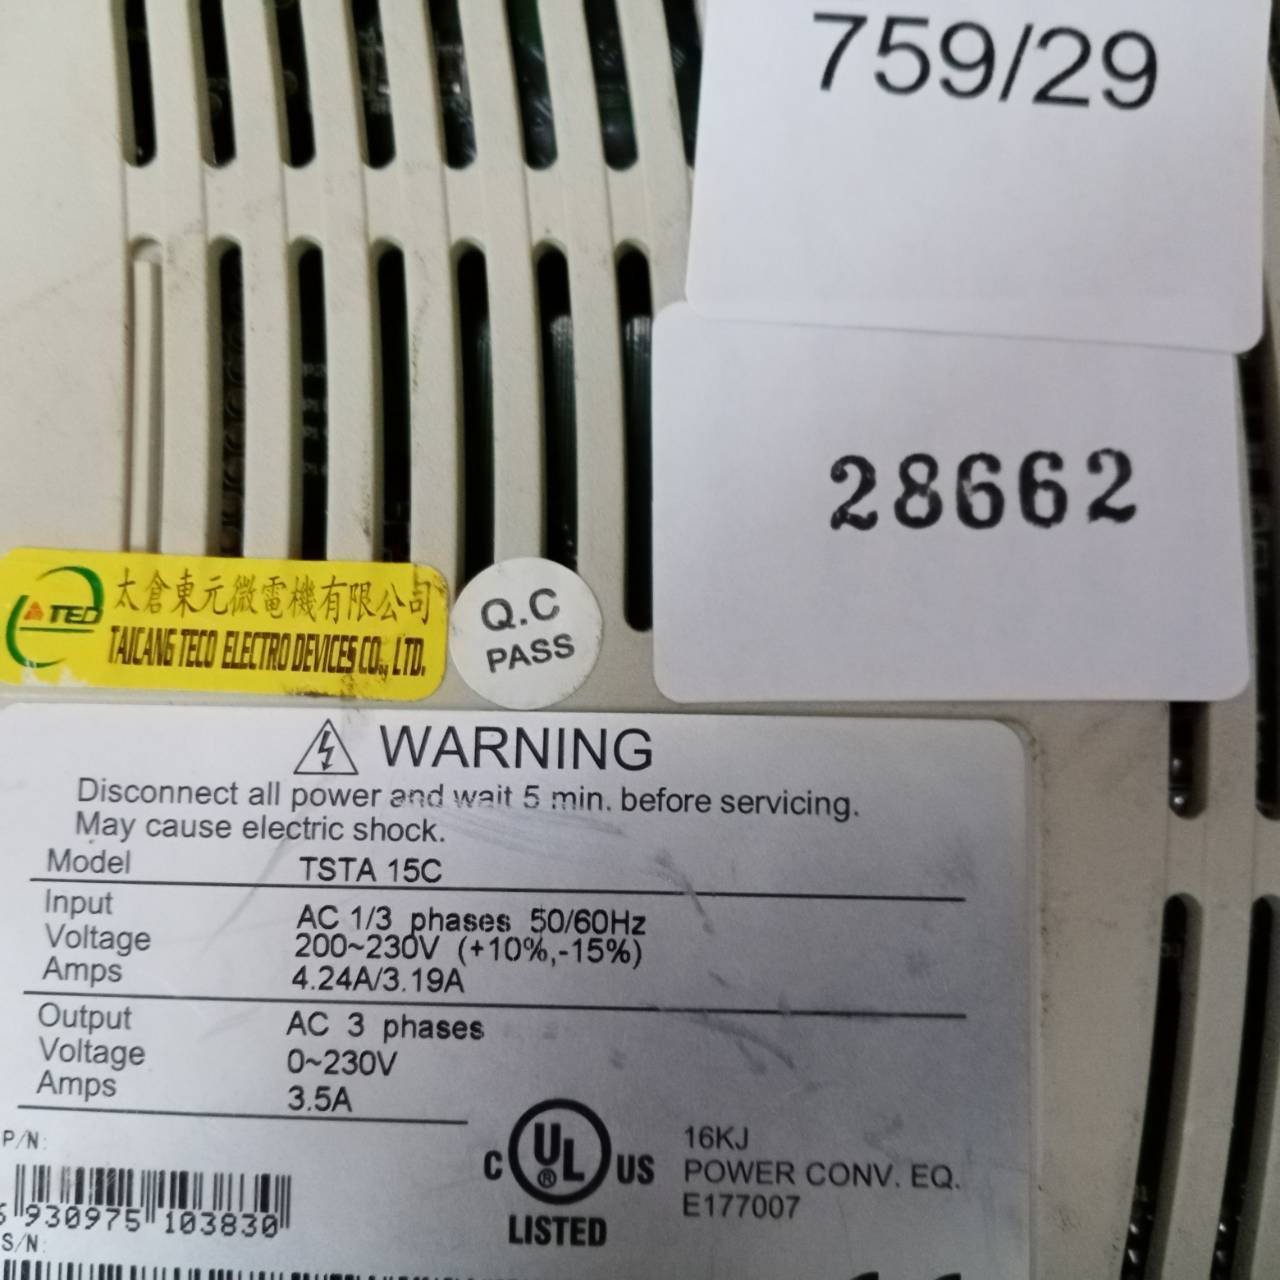 759/29
28662
TED
太倉東元微電機有限公司
TAICANG TECO ELECTRO DEVICES CO., LTD.
Q.C
PASS
WARNING
Disconnect all power and wait 5 min. before servicing.
May cause electric shock.
Model TSTA 15C
Input AC 1/3 phases 50/60Hz
Voltage 200~230V (+10%,-15%)
Amps 4.24A/3.19A
Output AC 3 phases
Voltage 0~230V
Amps 3.5A
C UL® US
LISTED
16KJ
POWER CONV. EQ.
E177007
P/N:
6 930975 103830
S/N: